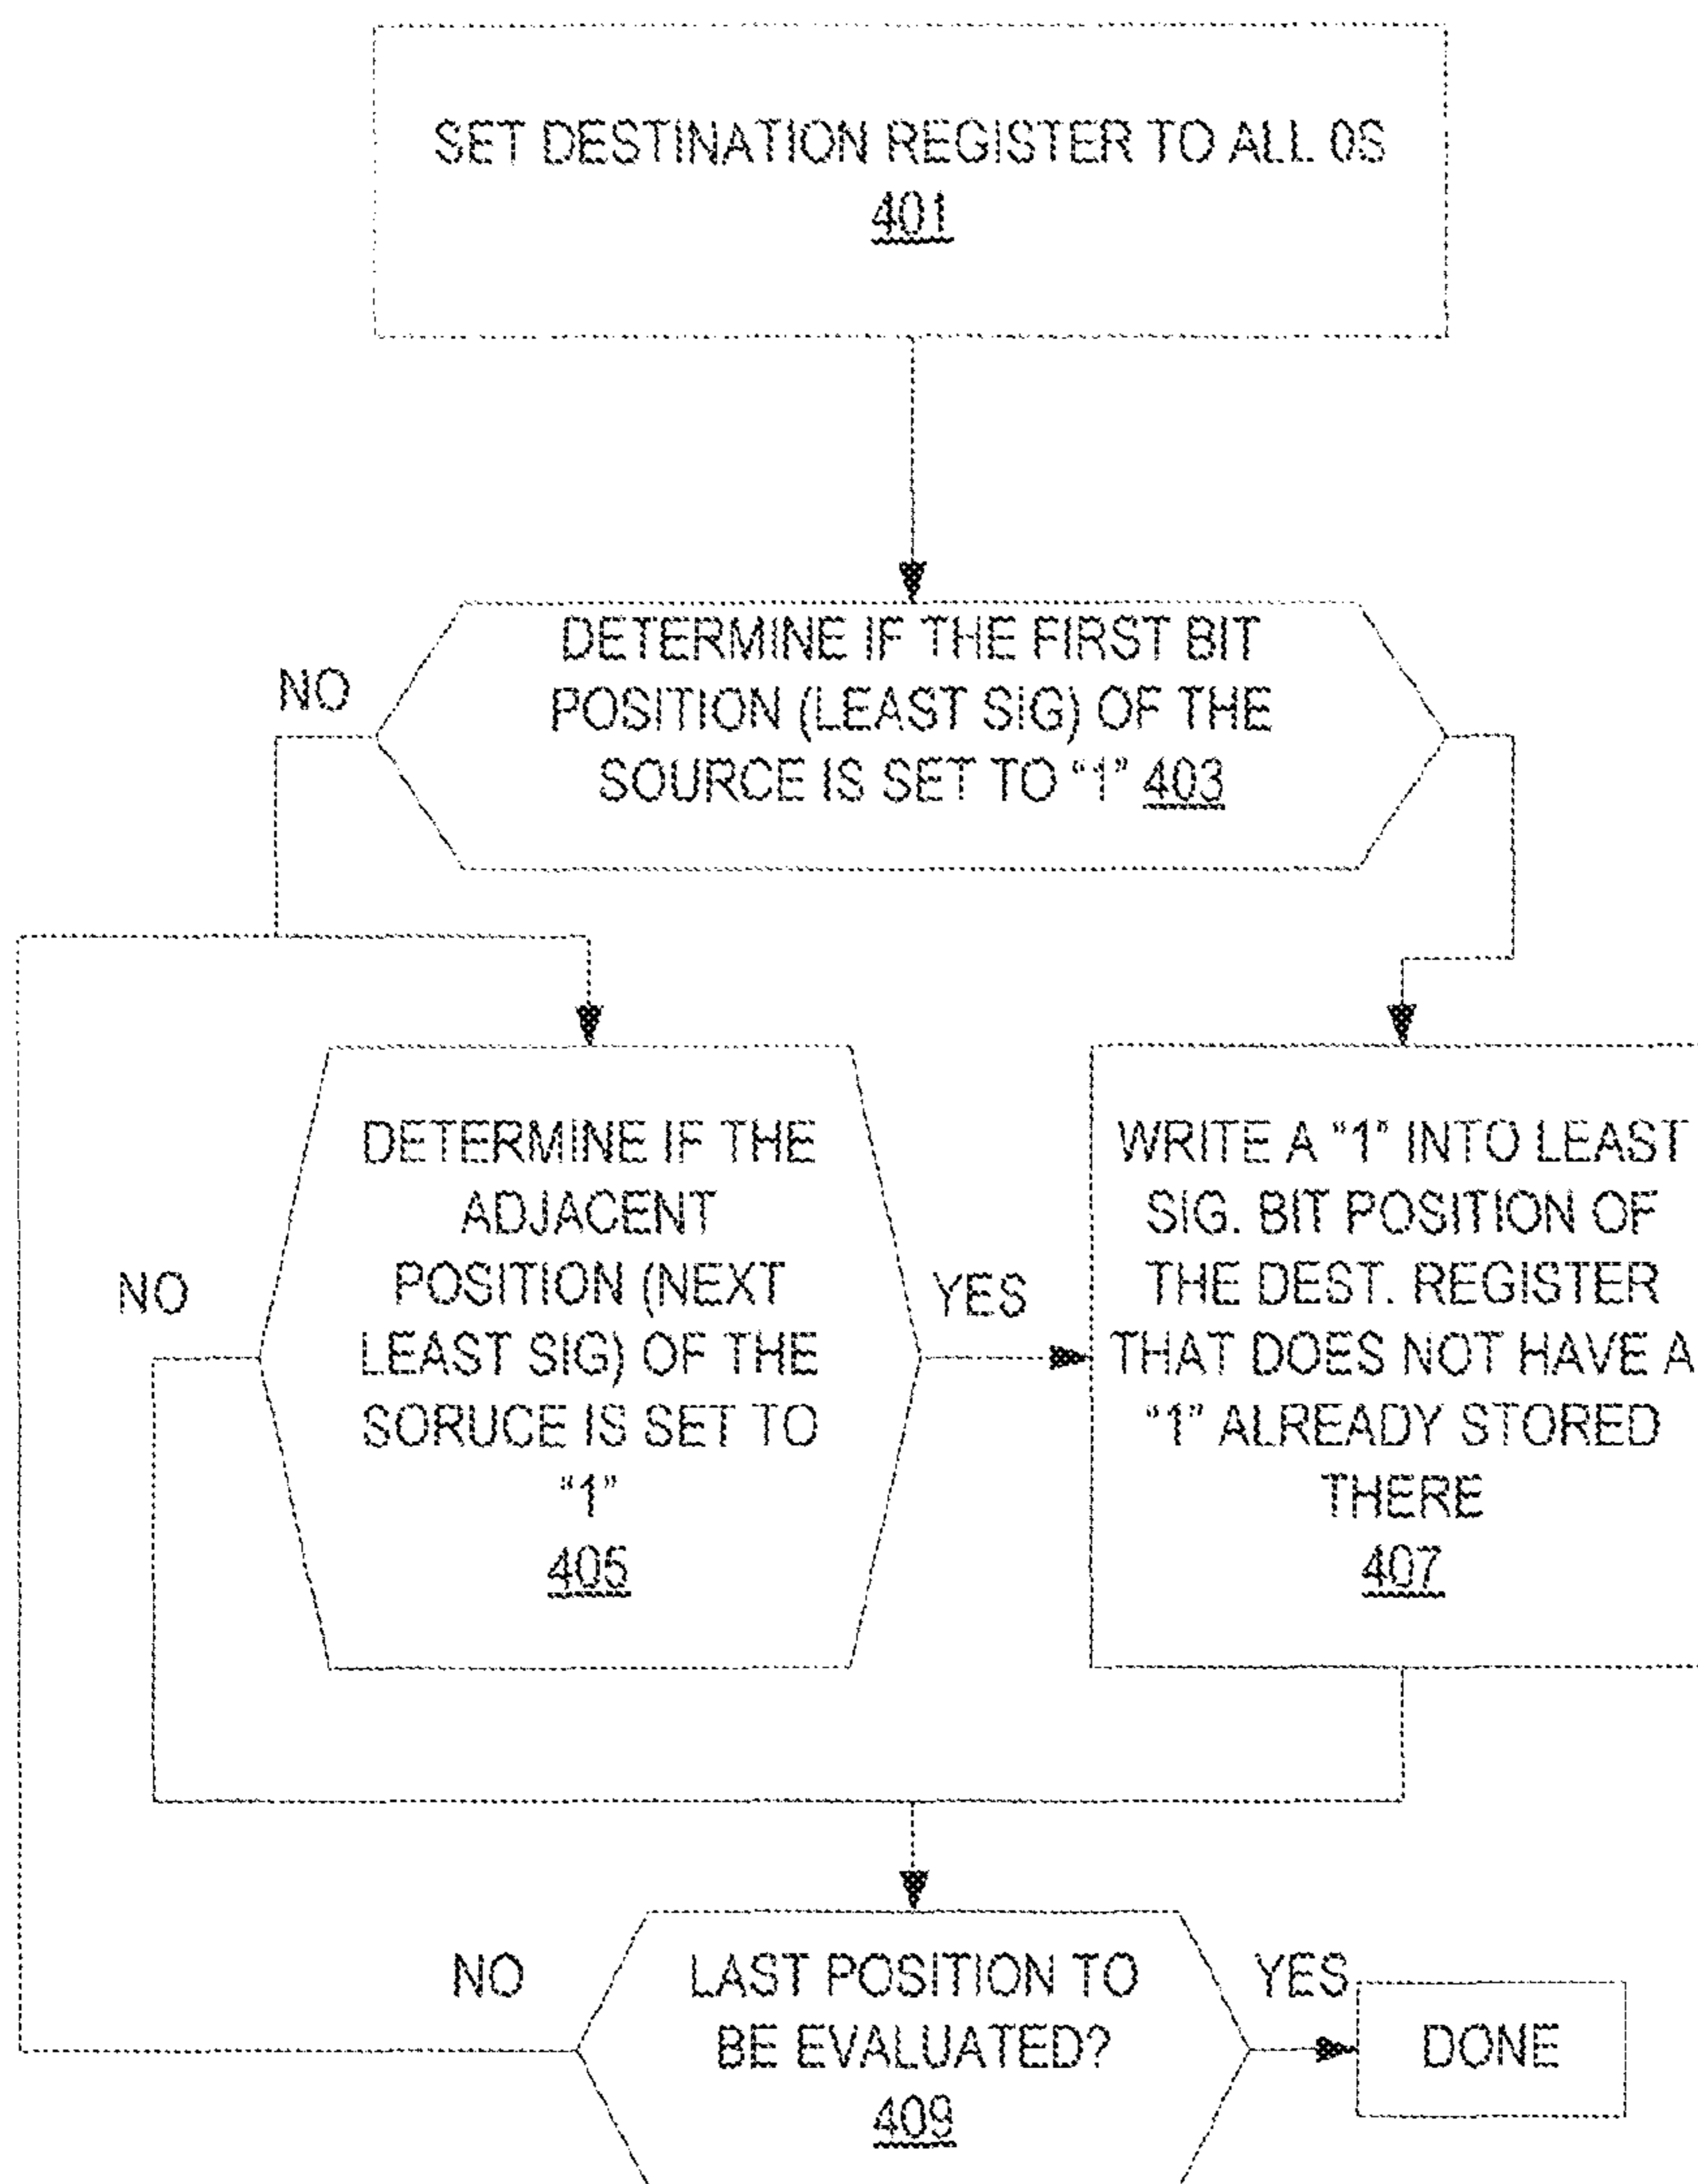 SET DESTINATION REGISTER TO ALL 0S
401
DETERMINE IF THE FIRST BIT
POSITION (LEAST SIG) OF THE
SOURCE IS SET TO “1” 403
NO
DETERMINE IF THE
ADJACENT
POSITION (NEXT
LEAST SIG) OF THE
SORUCE IS SET TO
“1”
405
NO
YES
WRITE A “1” INTO LEAST
SIG. BIT POSITION OF
THE DEST. REGISTER
THAT DOES NOT HAVE A
“1” ALREADY STORED
THERE
407
NO
LAST POSITION TO
BE EVALUATED?
409
YES
DONE